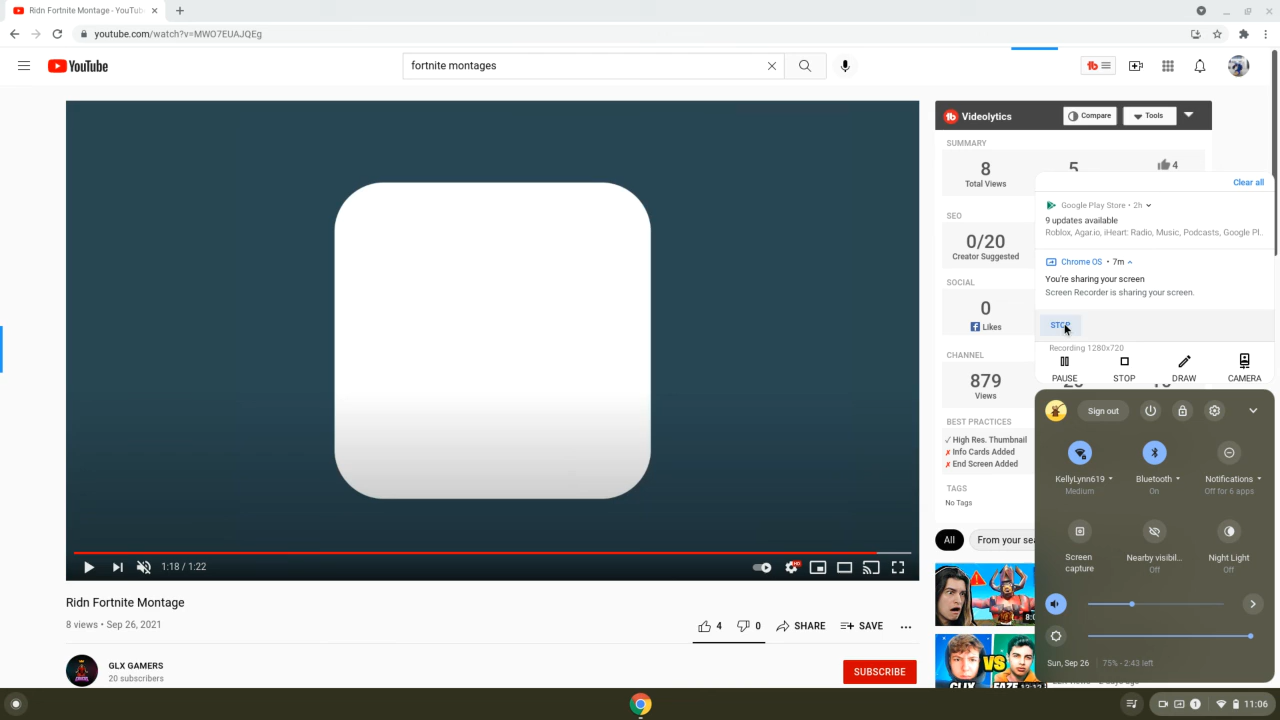 Ridn Fortnite Montage - YouTub
youtube.com/watch?v=MWO7EUAJQEg
YouTube
fortnite montages
Videolytics
Compare
Tools
SUMMARY
8
Total Views
5
4
SEO
0/20
Creator Suggested
SOCIAL
0
Likes
CHANNEL
879
Views
BEST PRACTICES
✓ High Res. Thumbnail
✗ Info Cards Added
✗ End Screen Added
TAGS
No Tags
All
From your sea
Clear all
Google Play Store • 2h
9 updates available
Roblox, Agar.io, iHeart: Radio, Music, Podcasts, Google Pl..
Chrome OS • 7m
You're sharing your screen
Screen Recorder is sharing your screen.
STOP
Recording 1280x720
PAUSE
STOP
DRAW
CAMERA
Sign out
KellyLynn619
Medium
Bluetooth
On
Notifications
Off for 6 apps
Screen capture
Nearby visibil...
Off
Night Light
Off
Sun, Sep 26
75% - 2:43 left
1:18 / 1:22
HD
Ridn Fortnite Montage
8 views • Sep 26, 2021
4
0
SHARE
SAVE
GLX GAMERS
20 subscribers
SUBSCRIBE
VS
1
11:06